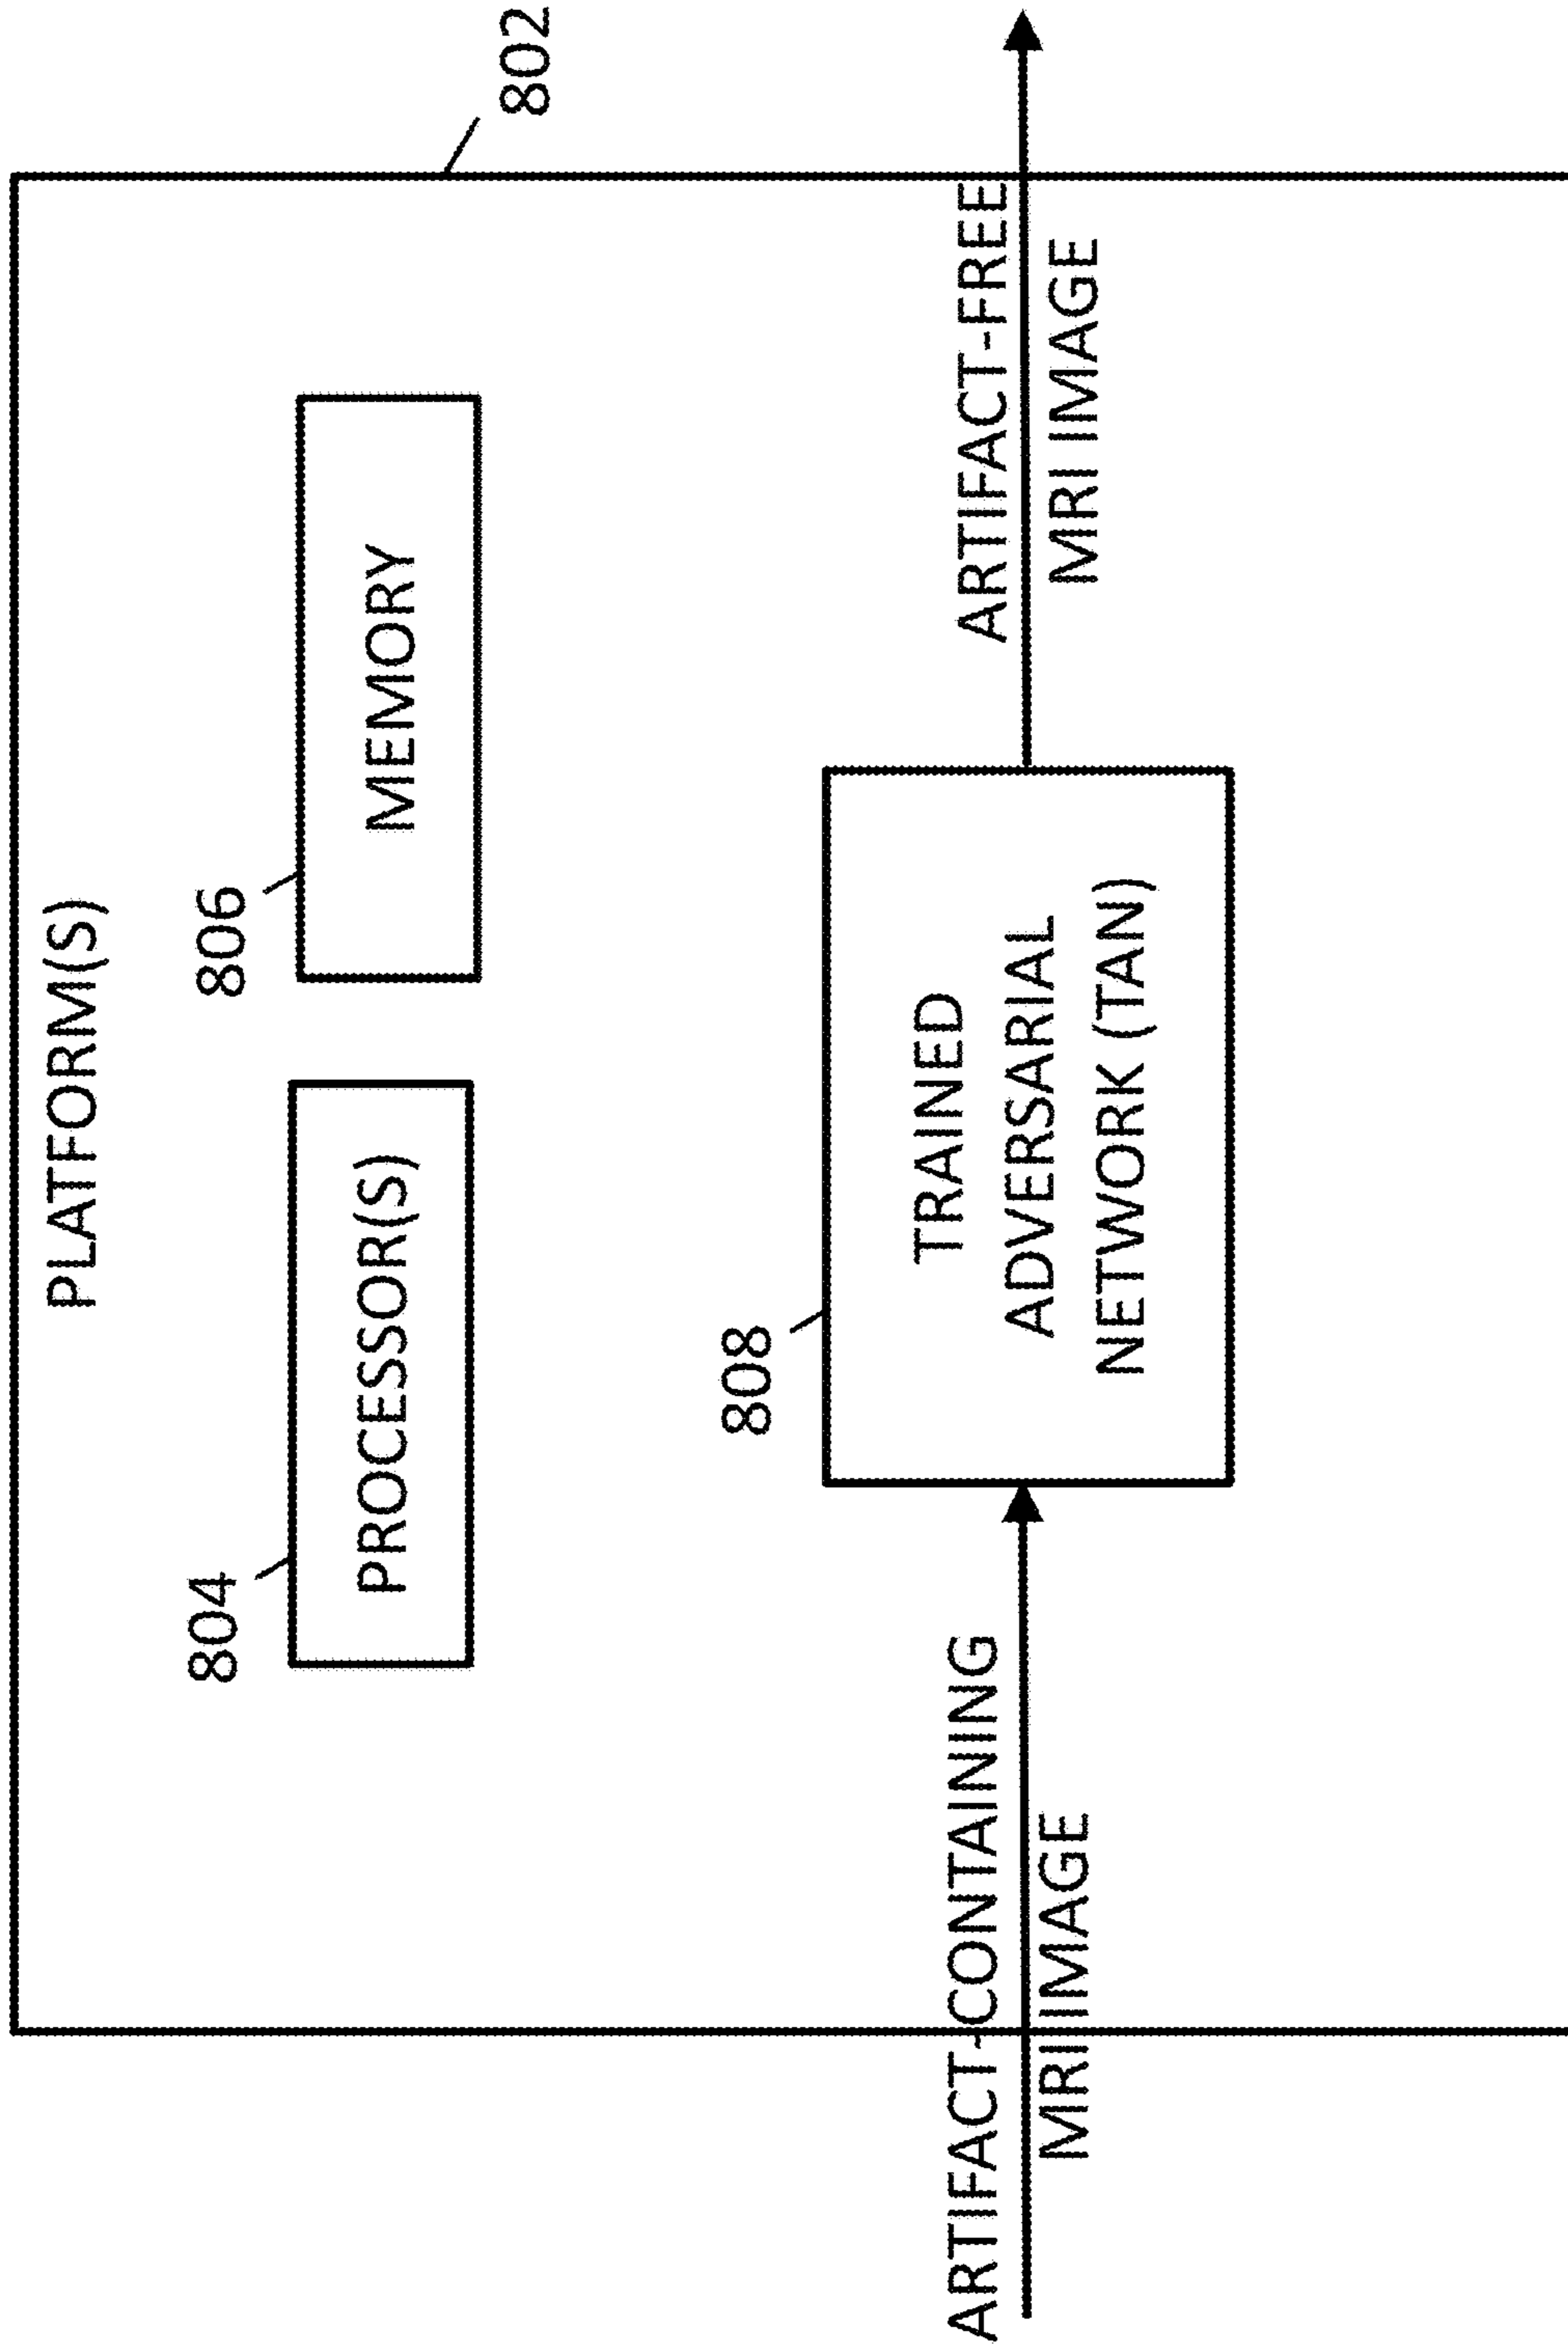 PLATFORM(S)
802
804
PROCESSOR(S)
806
MEMORY
808
TRAINED
ADVERSARIAL
NETWORK (TAN)
ARTIFACT-CONTAINING
MRI IMAGE
ARTIFACT-FREE
MRI IMAGE